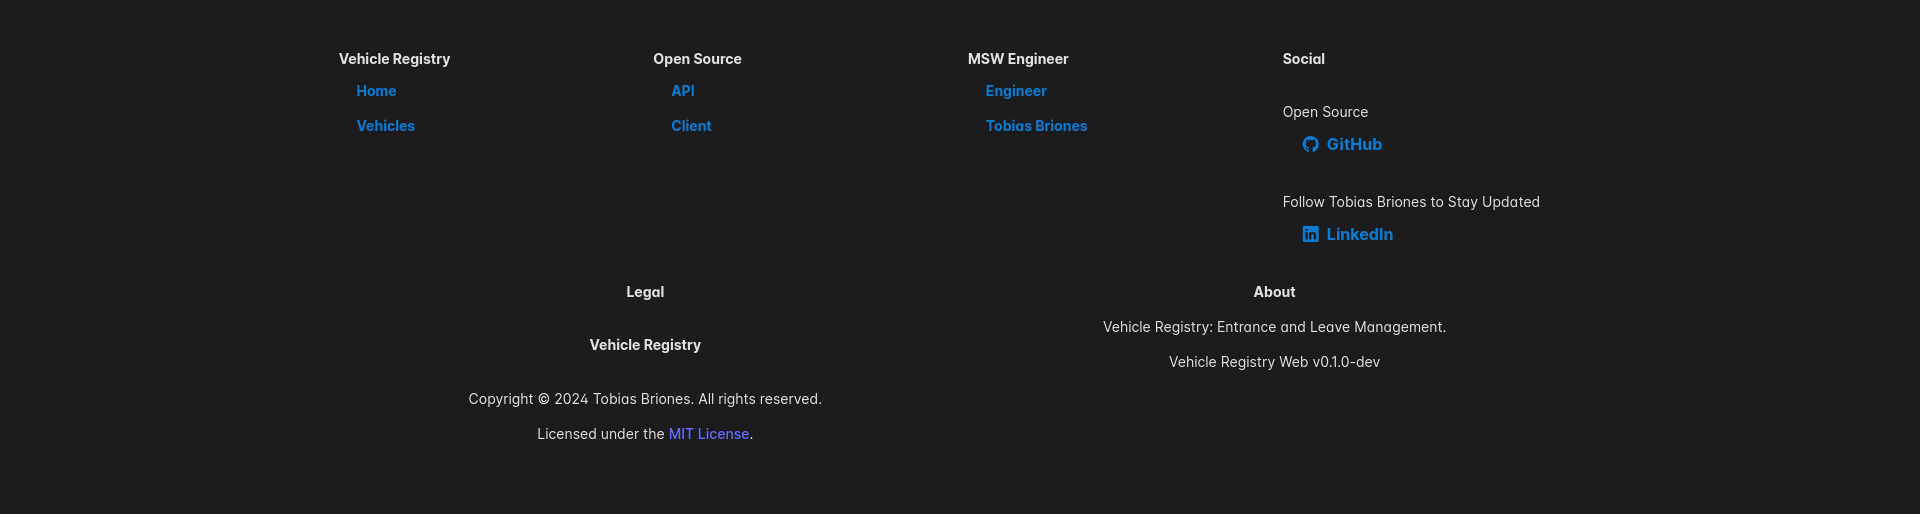 Vehicle Registry
Home
Vehicles
Open Source
API
Client
MSW Engineer
Engineer
Tobias Briones
Social
Open Source
GitHub
Follow Tobias Briones to Stay Updated
LinkedIn
Legal
Vehicle Registry
Copyright © 2024 Tobias Briones. All rights reserved.
Licensed under the MIT License.
About
Vehicle Registry: Entrance and Leave Management.
Vehicle Registry Web v0.1.0-dev